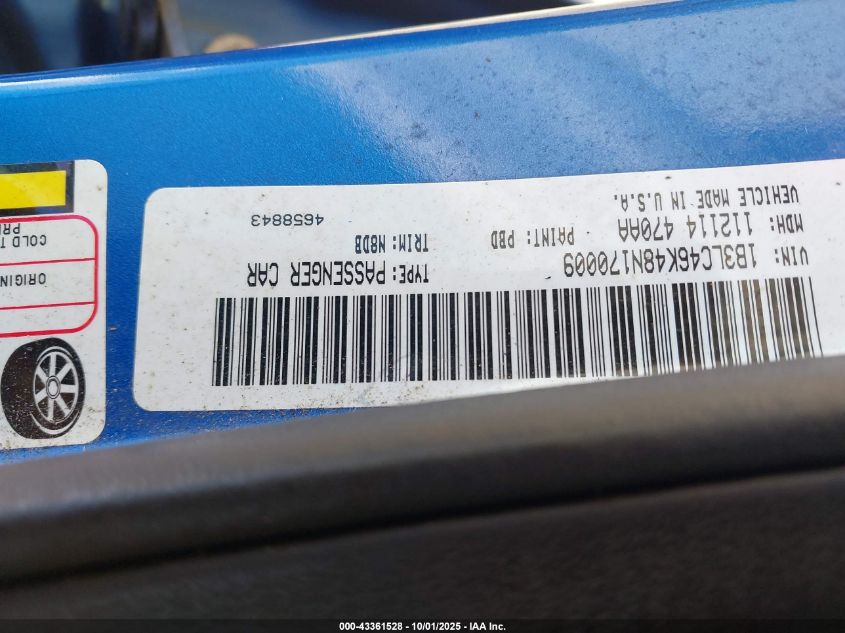 VIN: 1B3LC46K48N170009 TYPE: PASSENGER CAR
MDH: 112114 470AA PAINT: PBD TRIM: N8DB
VEHICLE MADE IN U.S.A. 4658843
COLD T
PR
ORIGIN
000-43361528 - 10/01/2025 - IAA Inc.